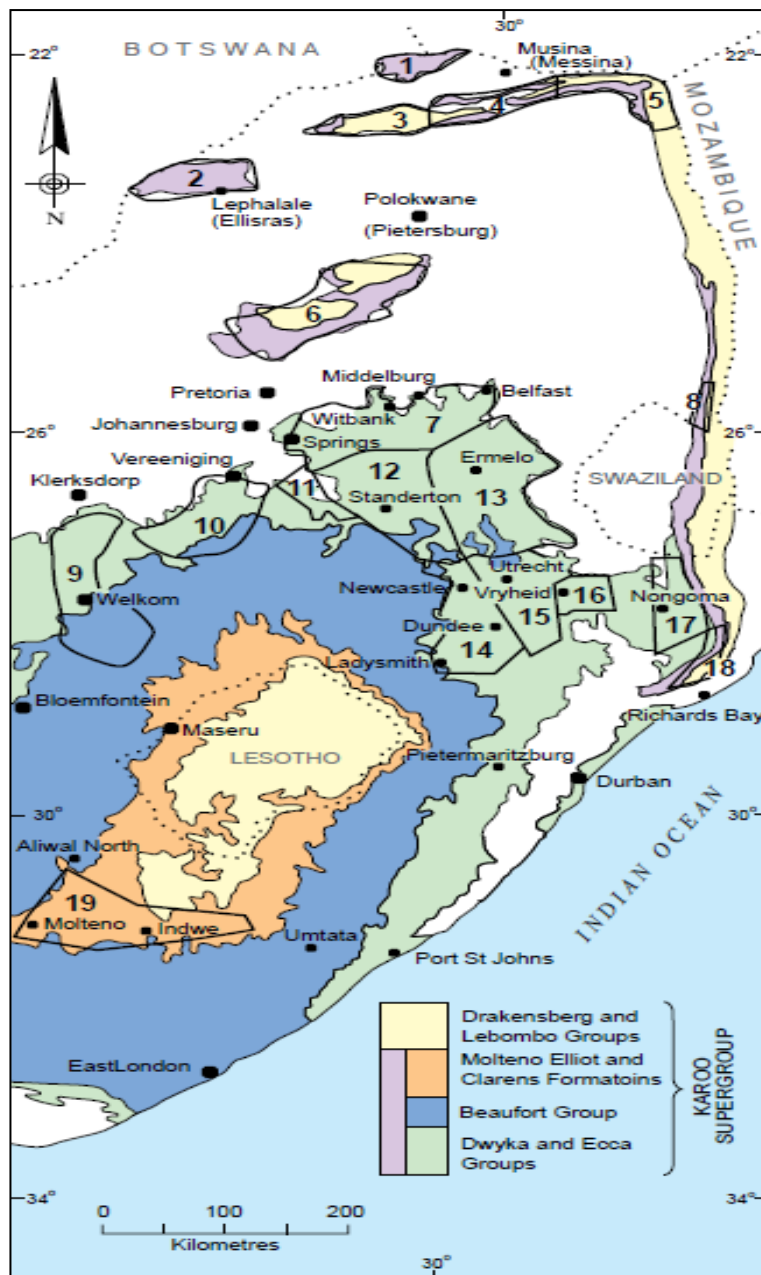 30°
22°
22°
BOTSWANA
Musina
(Messina)
1
5
4
3
MOZAMBIQUE
2
N
Lephalale
(Ellisras)
Polokwane
(Pietersburg)
6
Middelburg
Pretoria
Belfast
8
Witbank
7
Johannesburg
26°
26°
Springs
Vereeniging
Ermelo
12
SWAZILAND
Klerksdorp
11
13
Standerton
10
9
Utrecht
Newcastle
Vryheid
16
Welkom
Nongoma
15
17
Dundee
14
Ladysmith
18
Bloemfontein
Richards Bay
Maseru
LESOTHO
Pietermaritzburg
Durban
30°
30°
INDIAN OCEAN
Aliwal North
19
Molteno
Indwe
Umtata
Port St Johns
Drakensberg and
Lebombo Groups
Molteno Elliot and
Clarens Formatoins
Beaufort Group
Dwyka and Ecca
Groups
KAROO
SUPERGROUP
EastLondon
34°
34°
0 100 200
Kilometres
30°